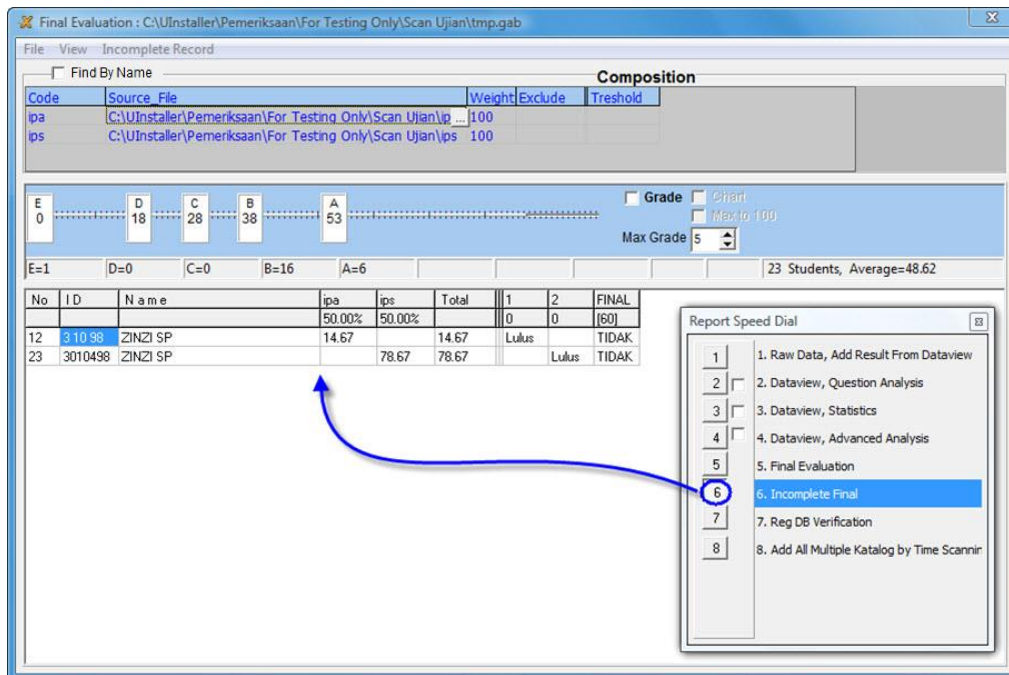 Final Evaluation : C:\UInstaller\Pemeriksaan\For Testing Only\Scan Ujian\tmp.gab
File View Incomplete Record
Find By Name
Composition
Code Source_File Weight Exclude Treshold
ipa C:\UInstaller\Pemeriksaan\For Testing Only\Scan Ujian\ip ... 100
ips C:\UInstaller\Pemeriksaan\For Testing Only\Scan Ujian\ips 100
E D C B A
0 18 28 38 53
Grade Chart
Max to 100
Max Grade 5
E=1 D=0 C=0 B=16 A=6 23 Students, Average=48.62
No I D N a m e ipa ips Total 1 2 FINAL
50.00% 50.00% 0 0 [60]
12 3 10 98 ZINZI SP 14.67 14.67 Lulus TIDAK
23 3010498 ZINZI SP 78.67 78.67 Lulus TIDAK
Report Speed Dial
1 1. Raw Data, Add Result From Dataview
2 2. Dataview, Question Analysis
3 3. Dataview, Statistics
4 4. Dataview, Advanced Analysis
5 5. Final Evaluation
6 6. Incomplete Final
7 7. Reg DB Verification
8 8. Add All Multiple Katalog by Time Scannin